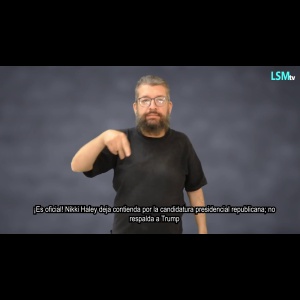 LSMtv
¡Es oficial! Nikki Haley deja contienda por la candidatura presidencial republicana; no
respalda a Trump